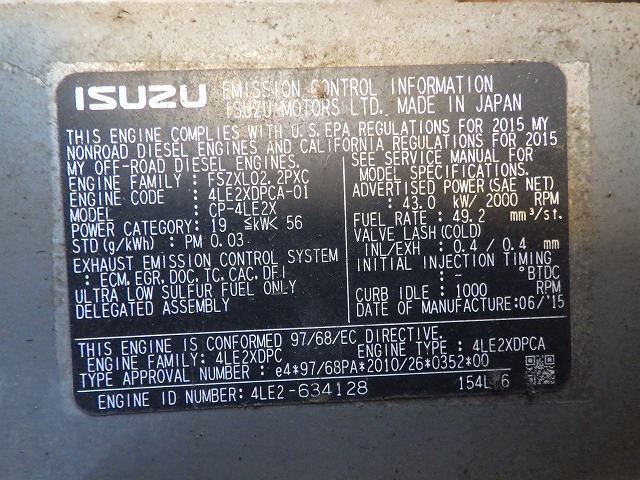 ISUZU EMISSION CONTROL INFORMATION
ISUZU MOTORS LTD. MADE IN JAPAN
THIS ENGINE COMPLIES WITH U.S.EPA REGULATIONS FOR 2015 MY
NONROAD DIESEL ENGINES AND CALIFORNIA REGULATIONS FOR 2015
MY OFF-ROAD DIESEL ENGINES.
ENGINE FAMILY : FSZXL02.2PXC
ENGINE CODE : 4LE2XDPCA-01
MODEL : CP-4LE2X
POWER CATEGORY : 19 ≦kW< 56
STD (g/kWh) : PM 0.03
EXHAUST EMISSION CONTROL SYSTEM
: ECM, EGR, DOC, TC, CAC, DFI
ULTRA LOW SULFUR FUEL ONLY
DELEGATED ASSEMBLY
SEE SERVICE MANUAL FOR
MODEL SPECIFICATIONS.
ADVERTISED POWER (SAE NET)
: 43.0 kW/ 2000 RPM
FUEL RATE : 49.2 mm³/st.
VALVE LASH (COLD)
INL/EXH : 0.4 / 0.4 mm
INITIAL INJECTION TIMING
: - °BTDC
CURB IDLE : 1000 RPM
DATE OF MANUFACTURE:06/'15
THIS ENGINE IS CONFORMED 97/68/EC DIRECTIVE.
ENGINE FAMILY: 4LE2XDPC ENGINE TYPE : 4LE2XDPCA
TYPE APPROVAL NUMBER : e4*97/68PA*2010/26*0352*00
ENGINE ID NUMBER: 4LE2-634128